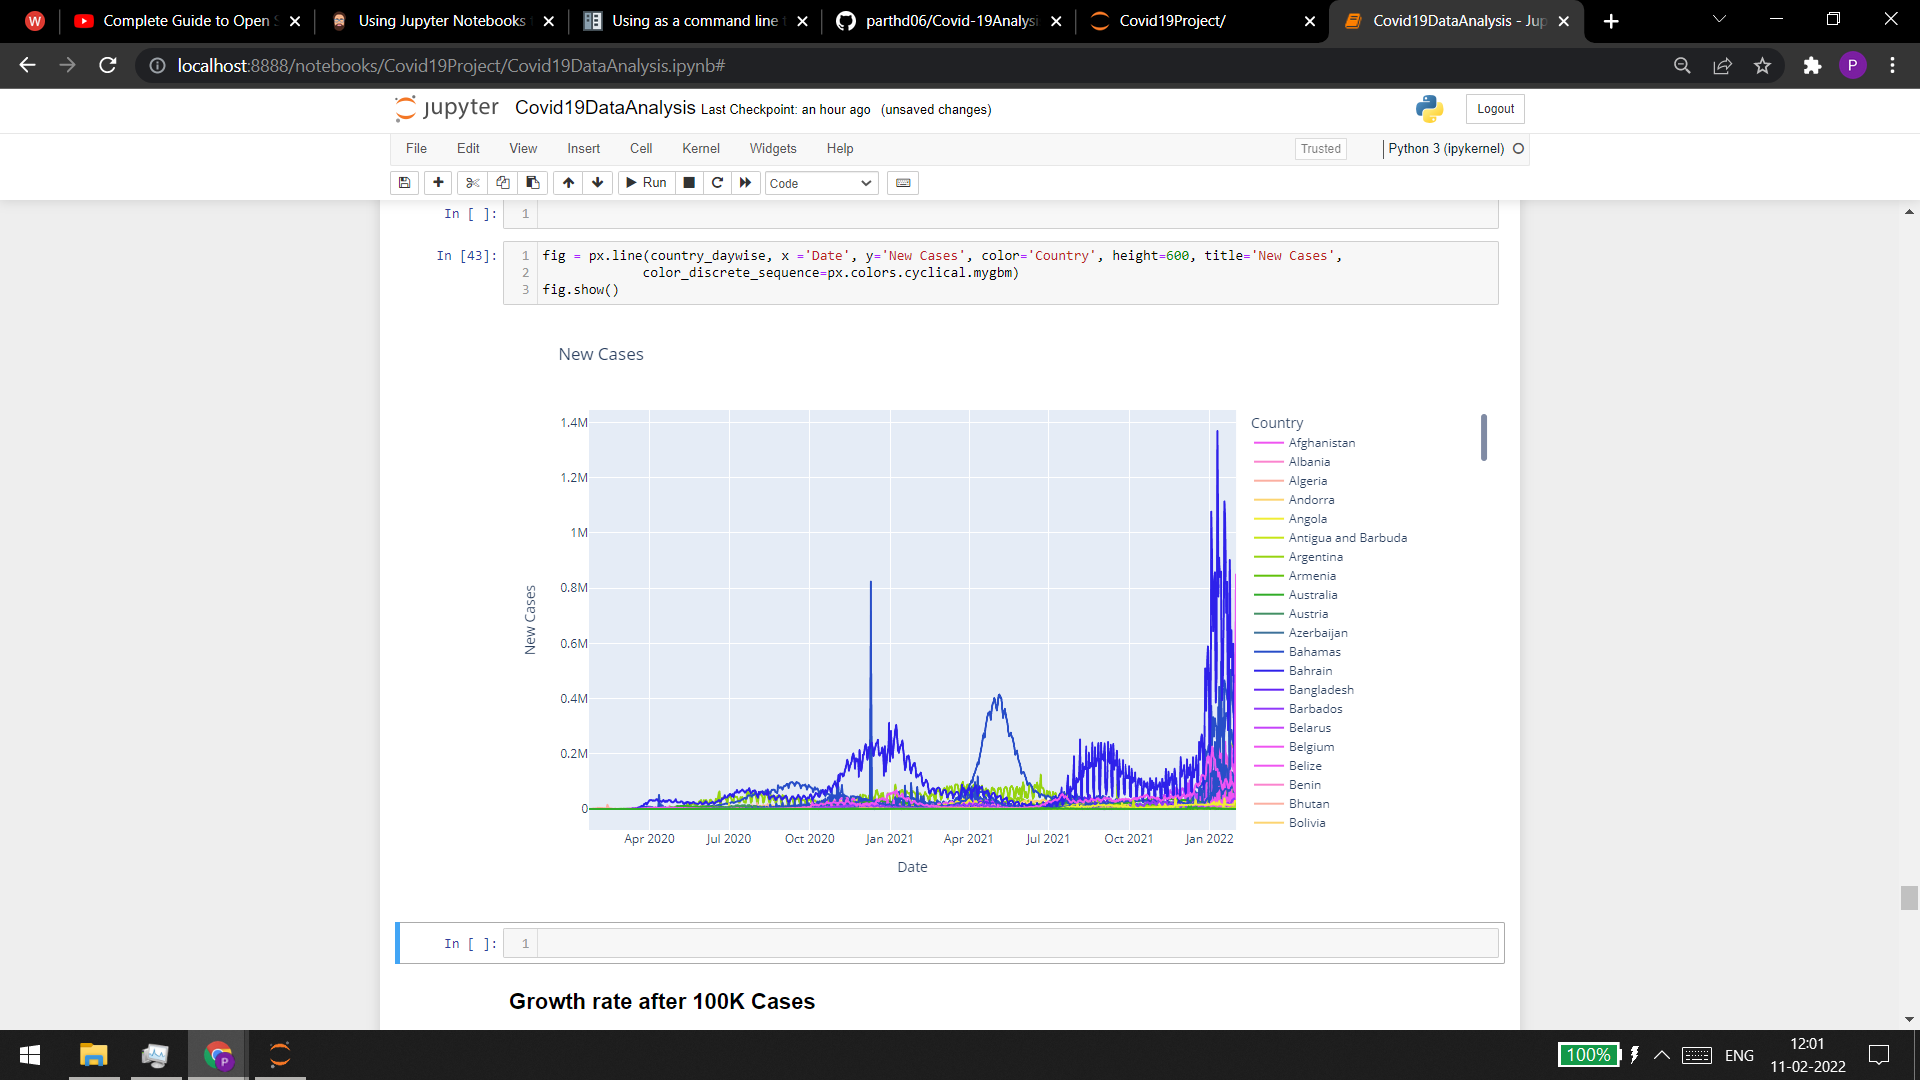 Complete Guide to Open
Using Jupyter Notebooks
Using as a command line
parthd06/Covid-19Analysi
Covid19Project/
Covid19DataAnalysis - Jup
localhost:8888/notebooks/Covid19Project/Covid19DataAnalysis.ipynb#
P
jupyter Covid19DataAnalysis Last Checkpoint: an hour ago (unsaved changes)
Logout
File Edit View Insert Cell Kernel Widgets Help
Trusted
Python 3 (ipykernel)
Run
Code
In [ ]: 1
In [43]: 1 fig = px.line(country_daywise, x ='Date', y='New Cases', color='Country', height=600, title='New Cases',
2 color_discrete_sequence=px.colors.cyclical.mygbm)
3 fig.show()
New Cases
1.4M
1.2M
1M
0.8M
0.6M
0.4M
0.2M
0
New Cases
Apr 2020 Jul 2020 Oct 2020 Jan 2021 Apr 2021 Jul 2021 Oct 2021 Jan 2022
Date
Country
Afghanistan
Albania
Algeria
Andorra
Angola
Antigua and Barbuda
Argentina
Armenia
Australia
Austria
Azerbaijan
Bahamas
Bahrain
Bangladesh
Barbados
Belarus
Belgium
Belize
Benin
Bhutan
Bolivia
In [ ]: 1
Growth rate after 100K Cases
100%
ENG
12:01
11-02-2022